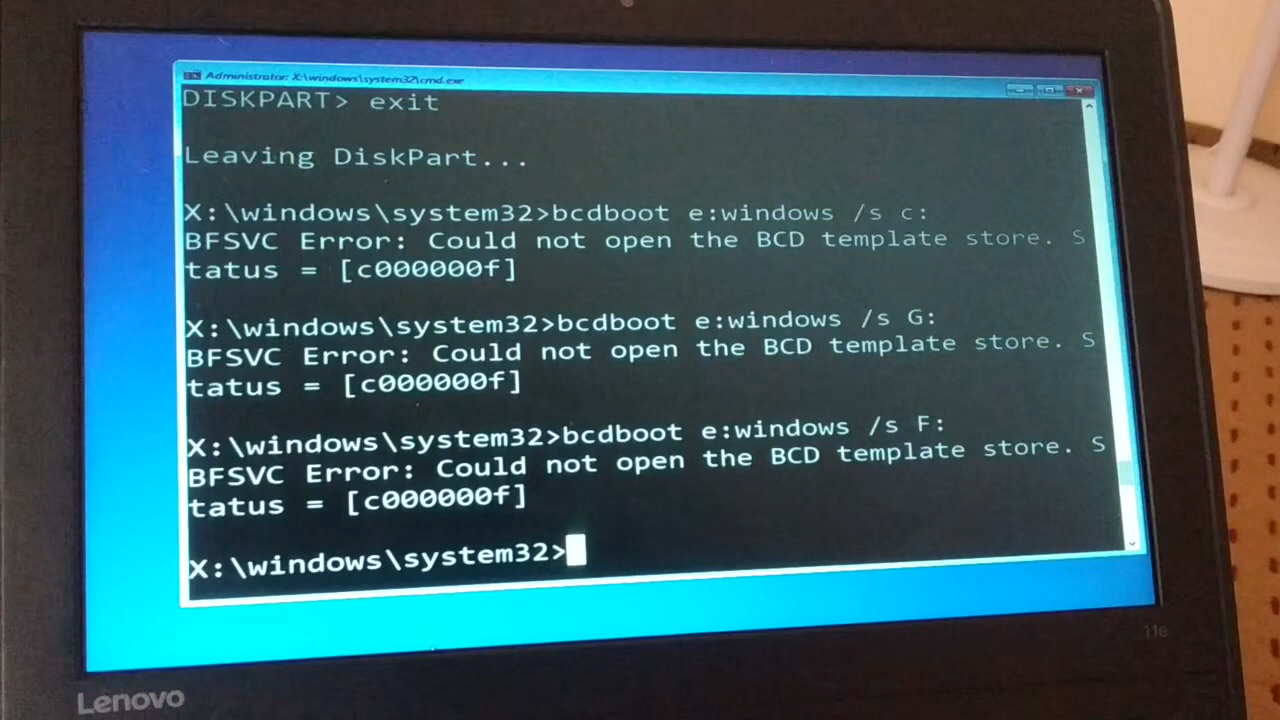 Administrator: X:\windows\system32\cmd.exe
DISKPART> exit
Leaving DiskPart...
X:\windows\system32>bcdboot e:windows /s c:
BFSVC Error: Could not open the BCD template store. S
tatus = [c000000f]
X:\windows\system32>bcdboot e:windows /s G:
BFSVC Error: Could not open the BCD template store. S
tatus = [c000000f]
X:\windows\system32>bcdboot e:windows /s F:
BFSVC Error: Could not open the BCD template store. S
tatus = [c000000f]
X:\windows\system32>
11e
Lenovo